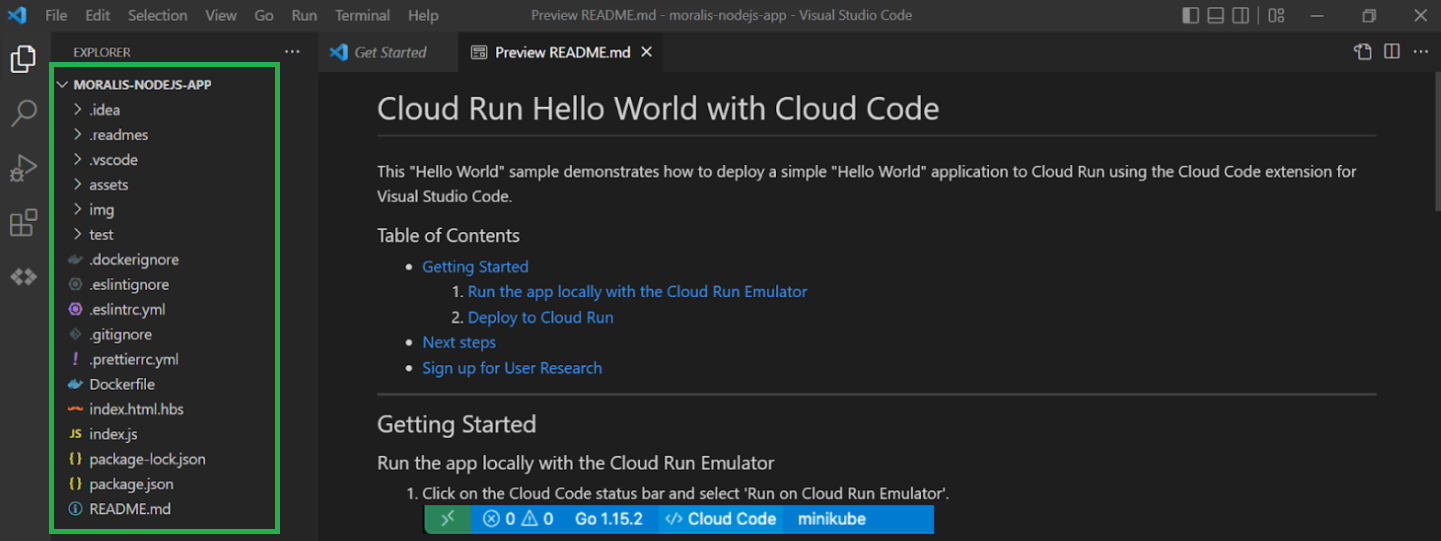 File Edit Selection View Go Run Terminal Help Preview README.md - moralis-nodejs-app - Visual Studio Code
EXPLORER
Get Started Preview README.md
MORALIS-NODEJS-APP
.idea
.readmes
.vscode
assets
img
test
.dockerignore
.eslintignore
.eslintrc.yml
.gitignore
.prettierrc.yml
Dockerfile
index.html.hbs
JS index.js
package-lock.json
package.json
README.md
Cloud Run Hello World with Cloud Code
This "Hello World" sample demonstrates how to deploy a simple "Hello World" application to Cloud Run using the Cloud Code extension for
Visual Studio Code.
Table of Contents
• Getting Started
1. Run the app locally with the Cloud Run Emulator
2. Deploy to Cloud Run
• Next steps
• Sign up for User Research
Getting Started
Run the app locally with the Cloud Run Emulator
1. Click on the Cloud Code status bar and select 'Run on Cloud Run Emulator'.
0 0 Go 1.15.2 </> Cloud Code minikube